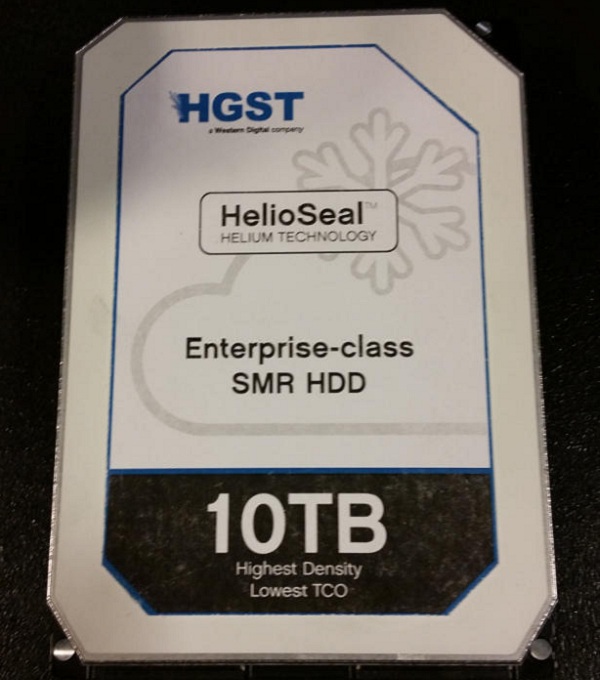 HGST
a Western Digital company
HelioSeal™
HELIUM TECHNOLOGY
Enterprise-class
SMR HDD
10TB
Highest Density
Lowest TCO